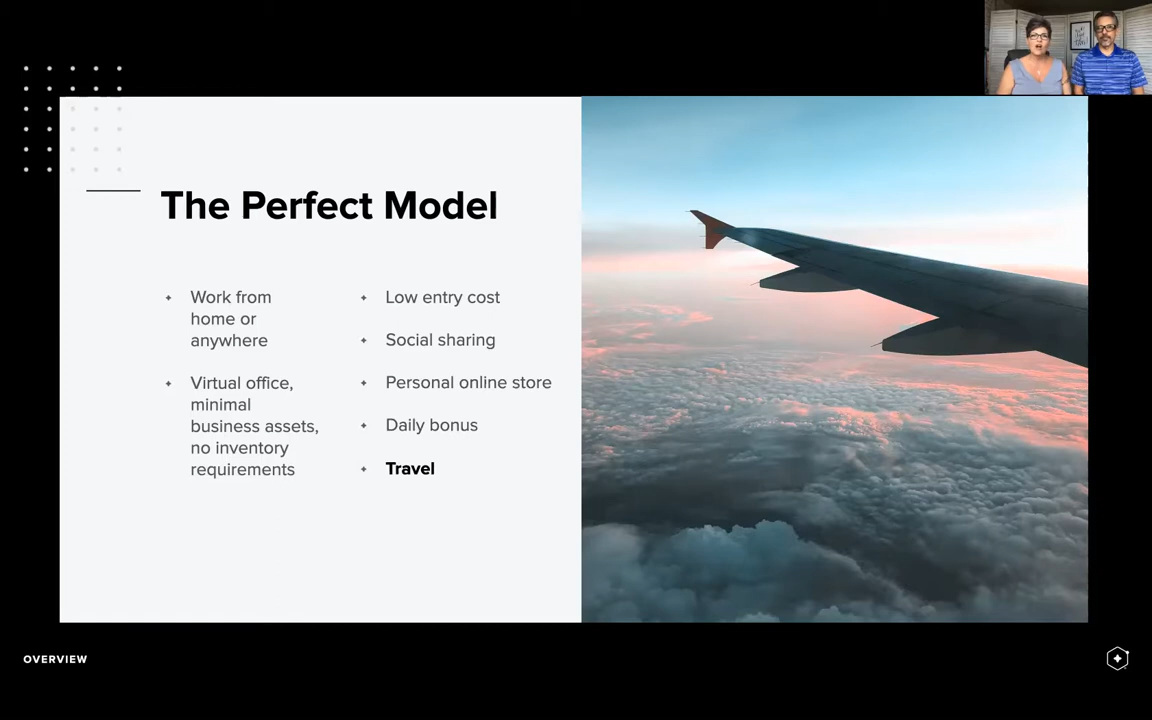 The Perfect Model
Work from
home or
anywhere
Virtual office,
minimal
business assets,
no inventory
requirements
Low entry cost
Social sharing
Personal online store
Daily bonus
Travel
OVERVIEW